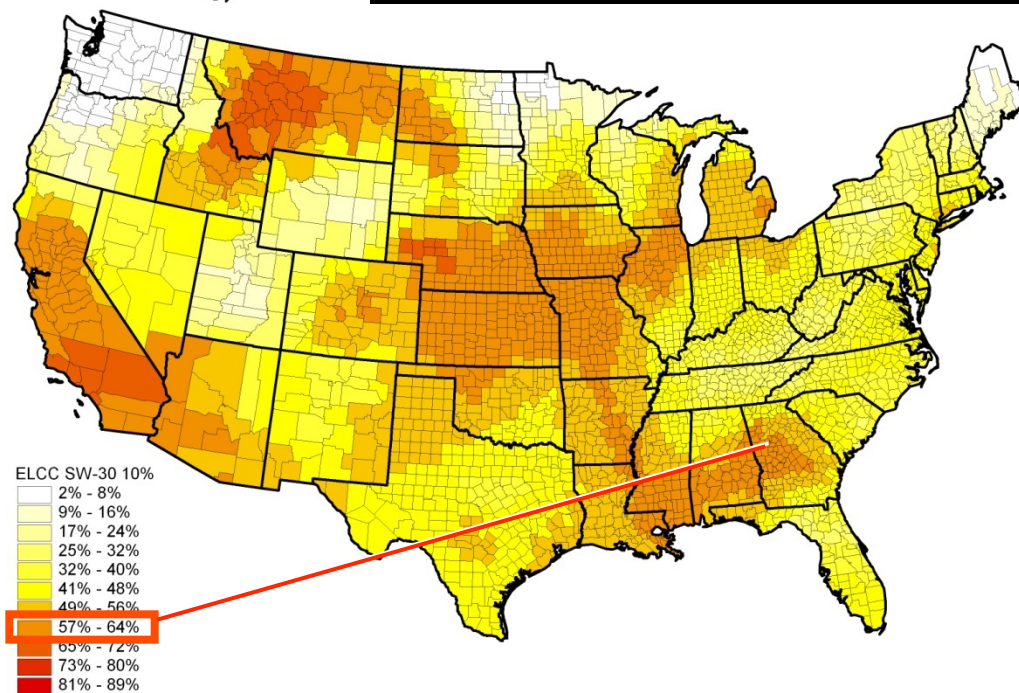 ELCC SW-30 10%
2% - 8%
9% - 16%
17% - 24%
25% - 32%
32% - 40%
41% - 48%
49% - 56%
57% - 64%
65% - 72%
73% - 80%
81% - 89%